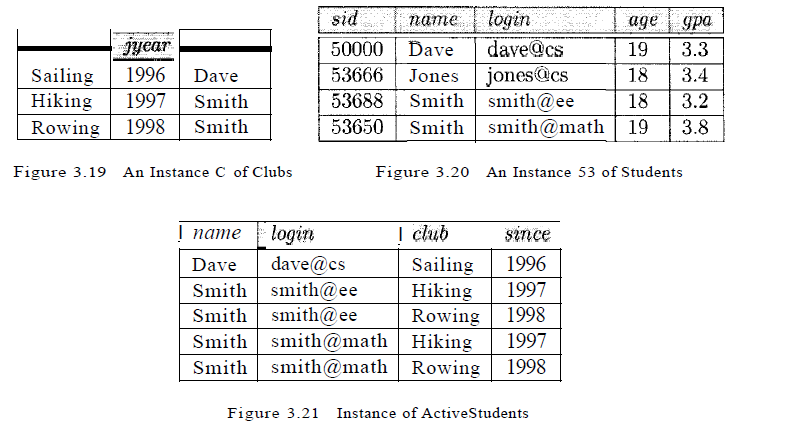 jyear
Sailing 1996 Dave
Hiking 1997 Smith
Rowing 1998 Smith
Figure 3.19 An Instance C of Clubs
sid name login age gpa
50000 Dave dave@cs 19 3.3
53666 Jones jones@cs 18 3.4
53688 Smith smith@ee 18 3.2
53650 Smith smith@math 19 3.8
Figure 3.20 An Instance 53 of Students
name login club since
Dave dave@cs Sailing 1996
Smith smith@ee Hiking 1997
Smith smith@ee Rowing 1998
Smith smith@math Hiking 1997
Smith smith@math Rowing 1998
Figure 3.21 Instance of ActiveStudents